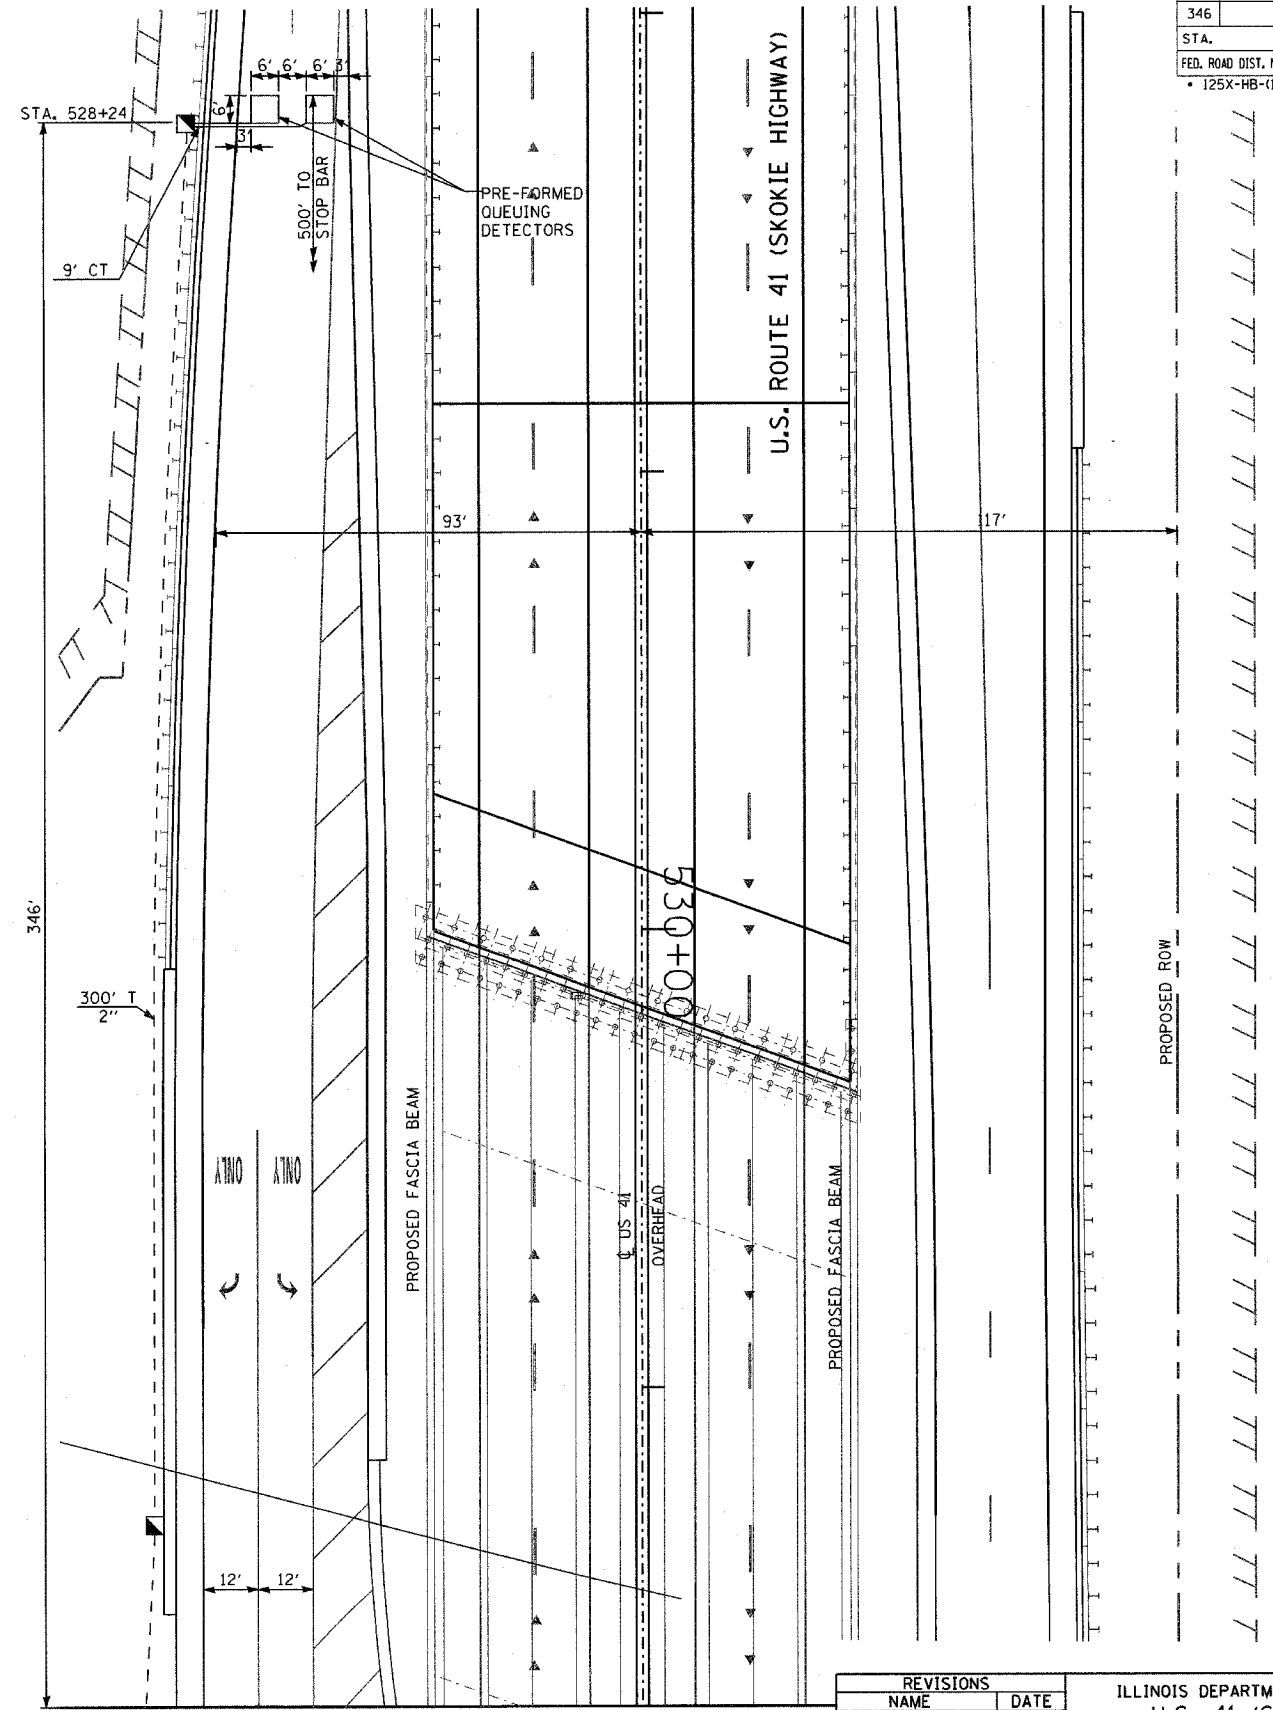 346
STA.
FED. ROAD DIST.
• 125X-HB-(1
6' 6' 6' 3'
6'
STA. 528+24
3'
500' TO
STOP BAR
PRE-FORMED
QUEUING
DETECTORS
9' CT
U.S. ROUTE 41 (SKOKIE HIGHWAY)
93'
117'
346'
530+00
300' T
2''
PROPOSED ROW
PROPOSED FASCIA BEAM
ONLY ONLY
℄ US 41
OVERHEAD
PROPOSED FASCIA BEAM
12' 12'
REVISIONS
NAME DATE
ILLINOIS DEPARTM